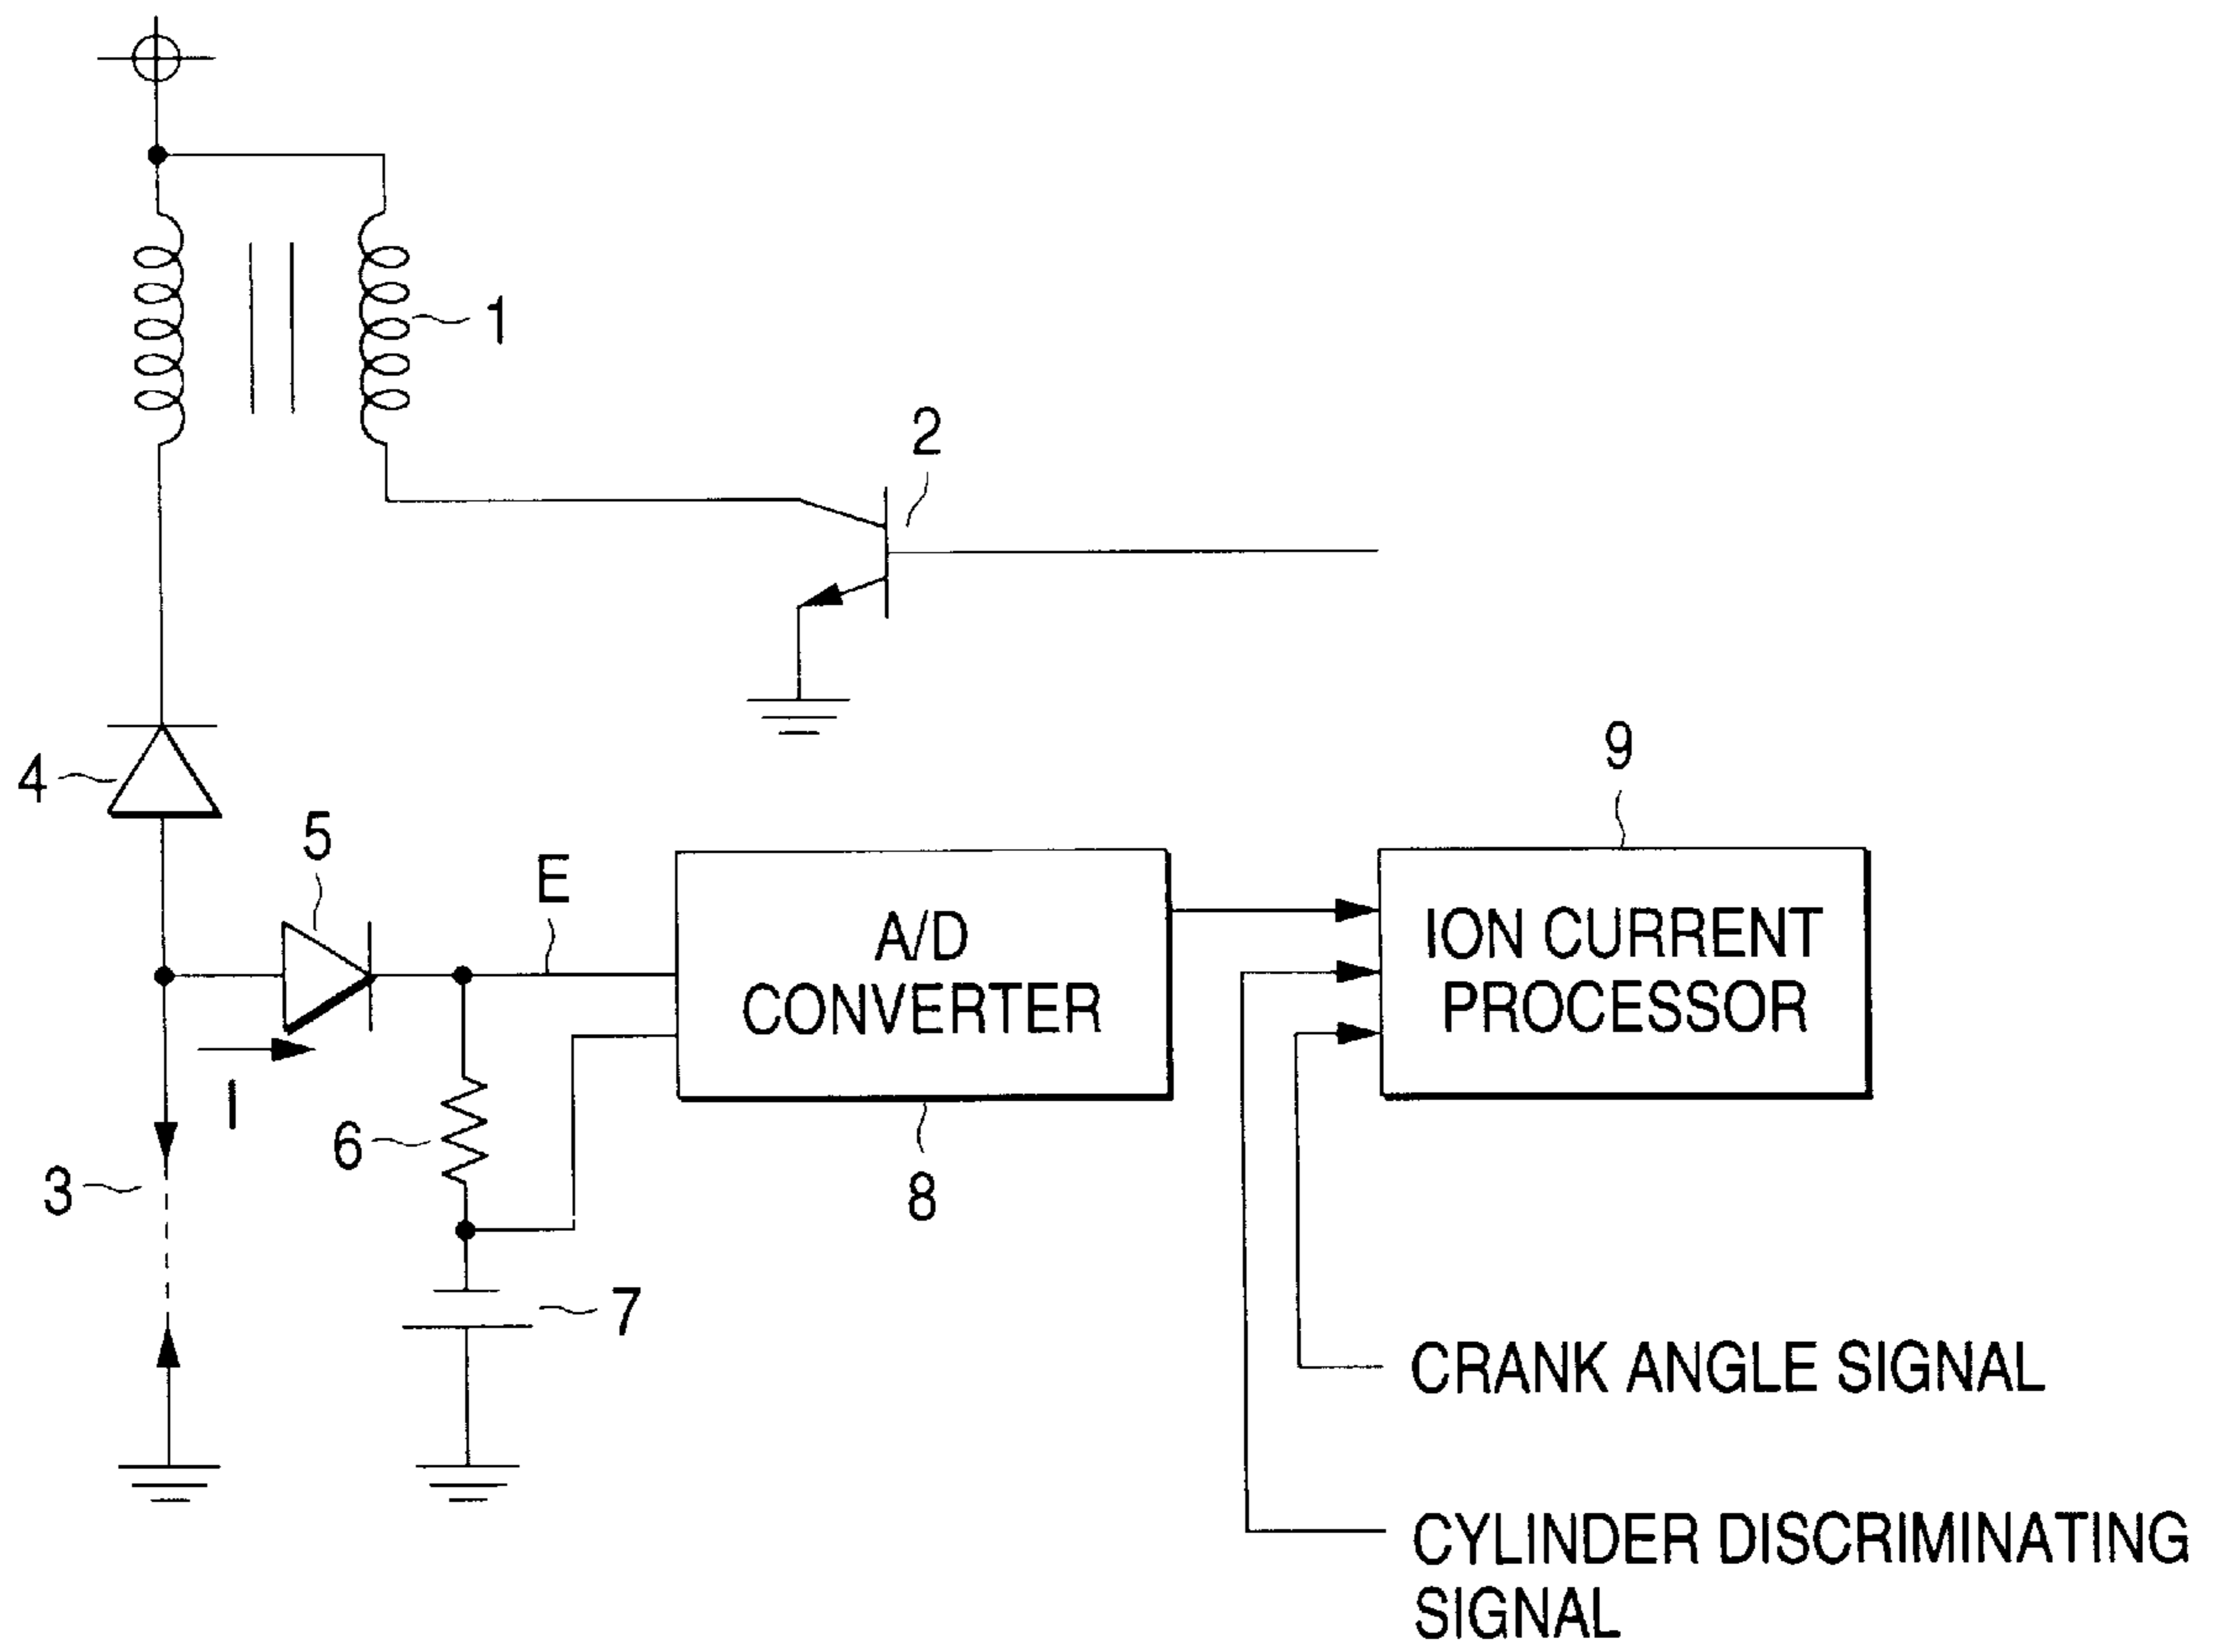 1
2
9
4
5
E
A/D
CONVERTER
ION CURRENT
PROCESSOR
I
6
3
8
7
CRANK ANGLE SIGNAL
CYLINDER DISCRIMINATING
SIGNAL